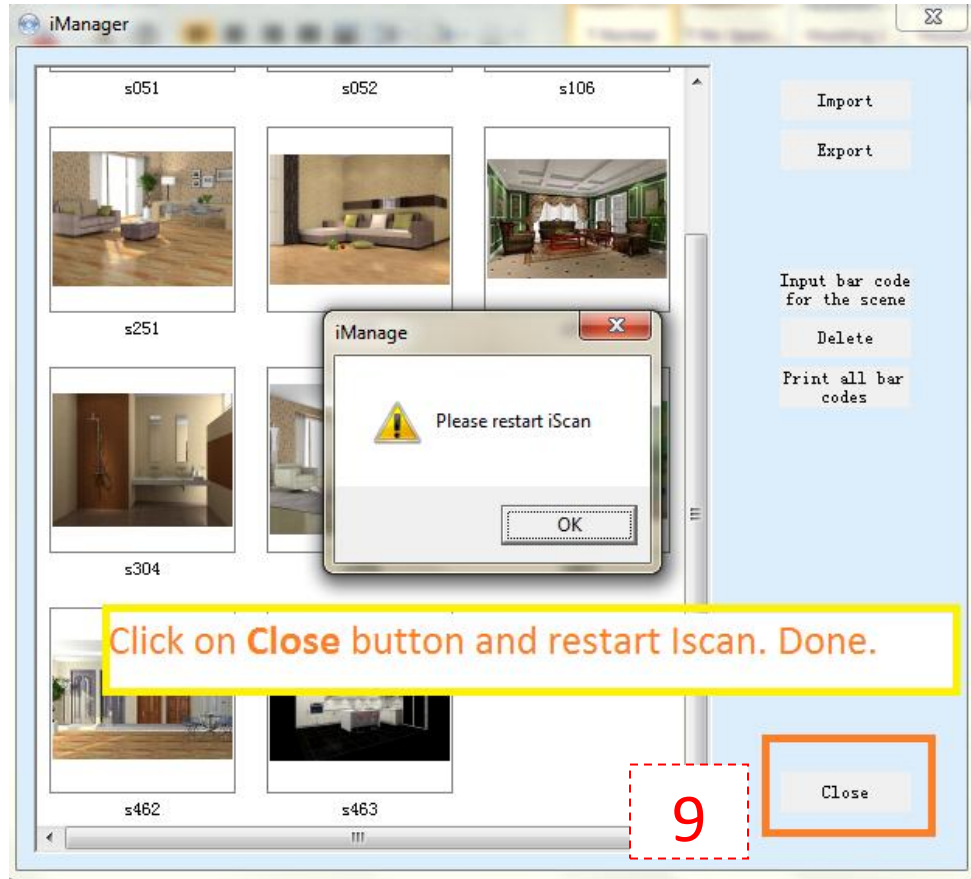 iManager
s051 s052 s106
Import
Export
s251
Input bar code
for the scene
Delete
Print all bar
codes
iManage
Please restart iScan
OK
s304
Click on Close button and restart Iscan. Done.
s462 s463
Close
9